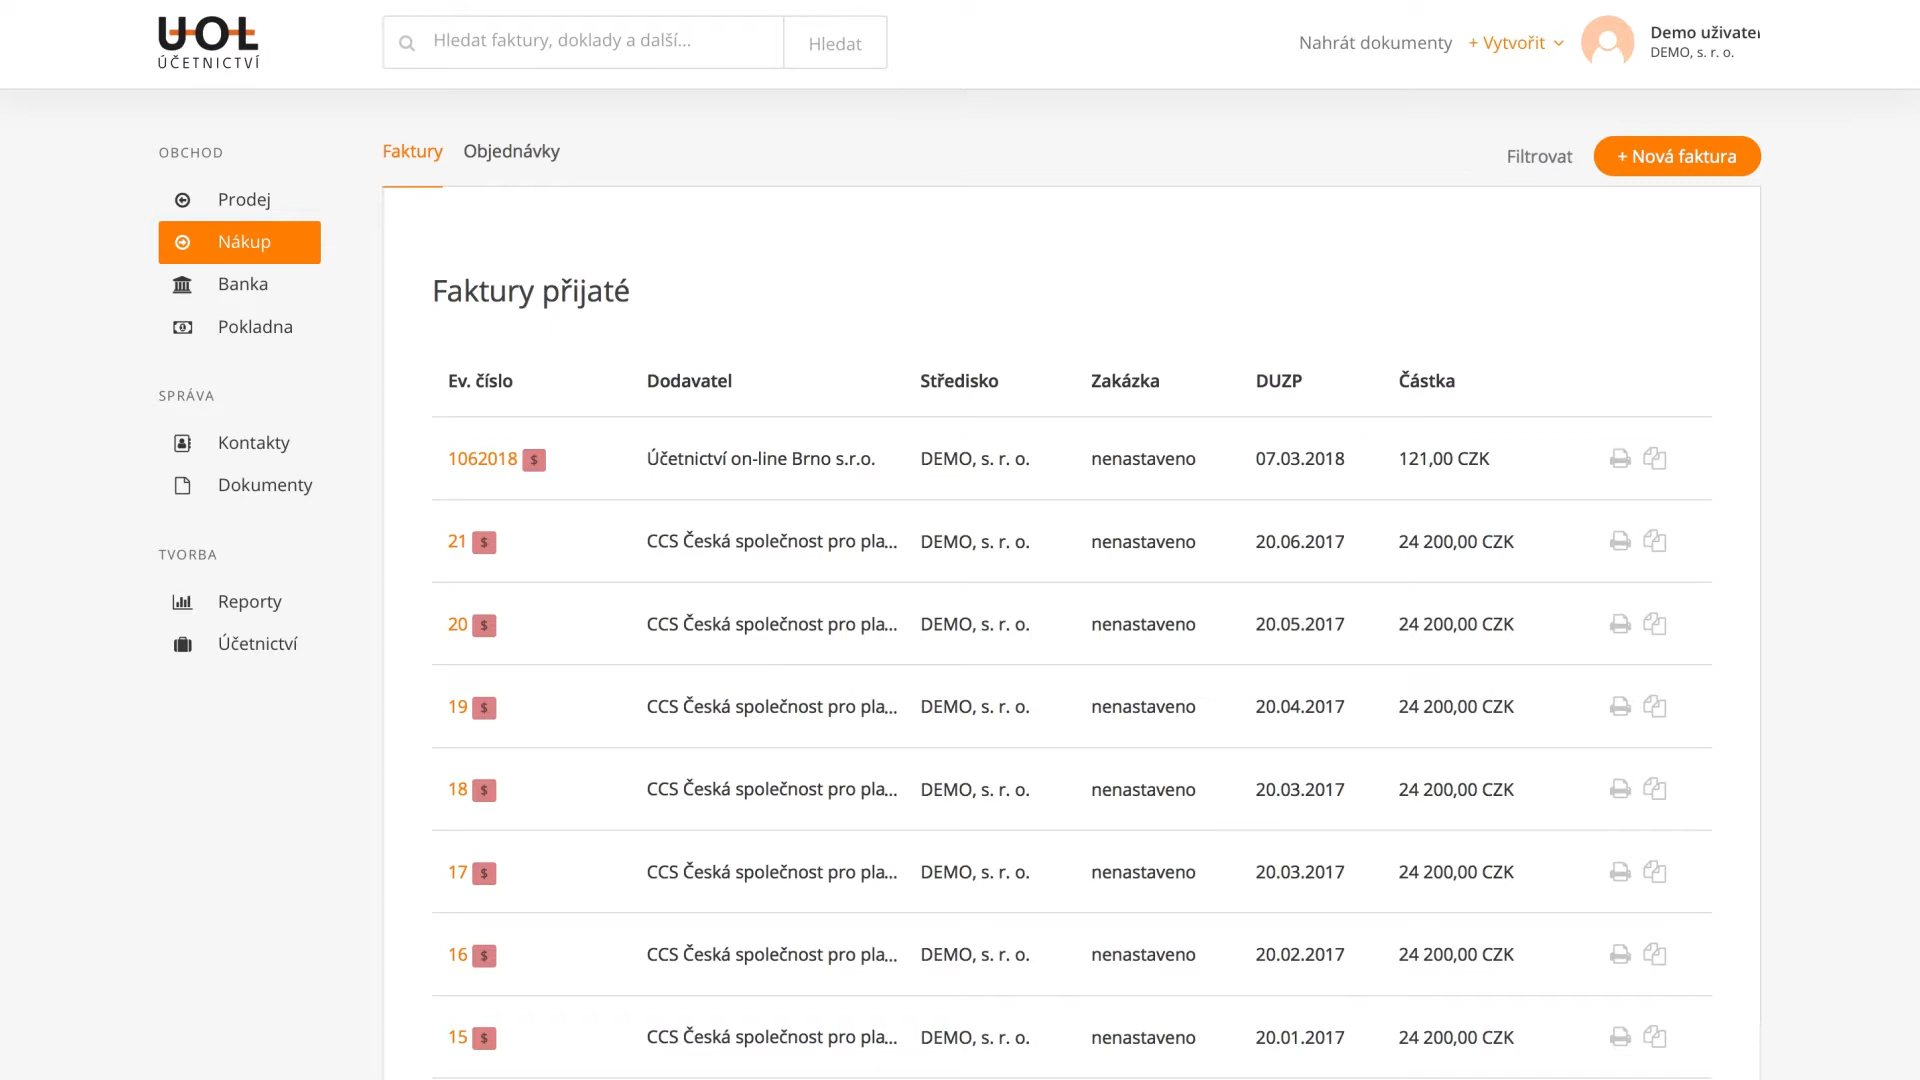 UOL
ÚČETNICTVÍ
Hledat faktury, doklady a další...
Hledat
Nahrát dokumenty
+ Vytvořit
Demo uživatel
DEMO, s. r. o.
OBCHOD
Prodej
Nákup
Banka
Pokladna
SPRÁVA
Kontakty
Dokumenty
TVORBA
Reporty
Účetnictví
Faktury Objednávky
Filtrovat
+ Nová faktura
Faktury přijaté
Ev. číslo Dodavatel Středisko Zakázka DUZP Částka
1062018 $ Účetnictví on-line Brno s.r.o. DEMO, s. r. o. nenastaveno 07.03.2018 121,00 CZK
21 $ CCS Česká společnost pro pla... DEMO, s. r. o. nenastaveno 20.06.2017 24 200,00 CZK
20 $ CCS Česká společnost pro pla... DEMO, s. r. o. nenastaveno 20.05.2017 24 200,00 CZK
19 $ CCS Česká společnost pro pla... DEMO, s. r. o. nenastaveno 20.04.2017 24 200,00 CZK
18 $ CCS Česká společnost pro pla... DEMO, s. r. o. nenastaveno 20.03.2017 24 200,00 CZK
17 $ CCS Česká společnost pro pla... DEMO, s. r. o. nenastaveno 20.03.2017 24 200,00 CZK
16 $ CCS Česká společnost pro pla... DEMO, s. r. o. nenastaveno 20.02.2017 24 200,00 CZK
15 $ CCS Česká společnost pro pla... DEMO, s. r. o. nenastaveno 20.01.2017 24 200,00 CZK